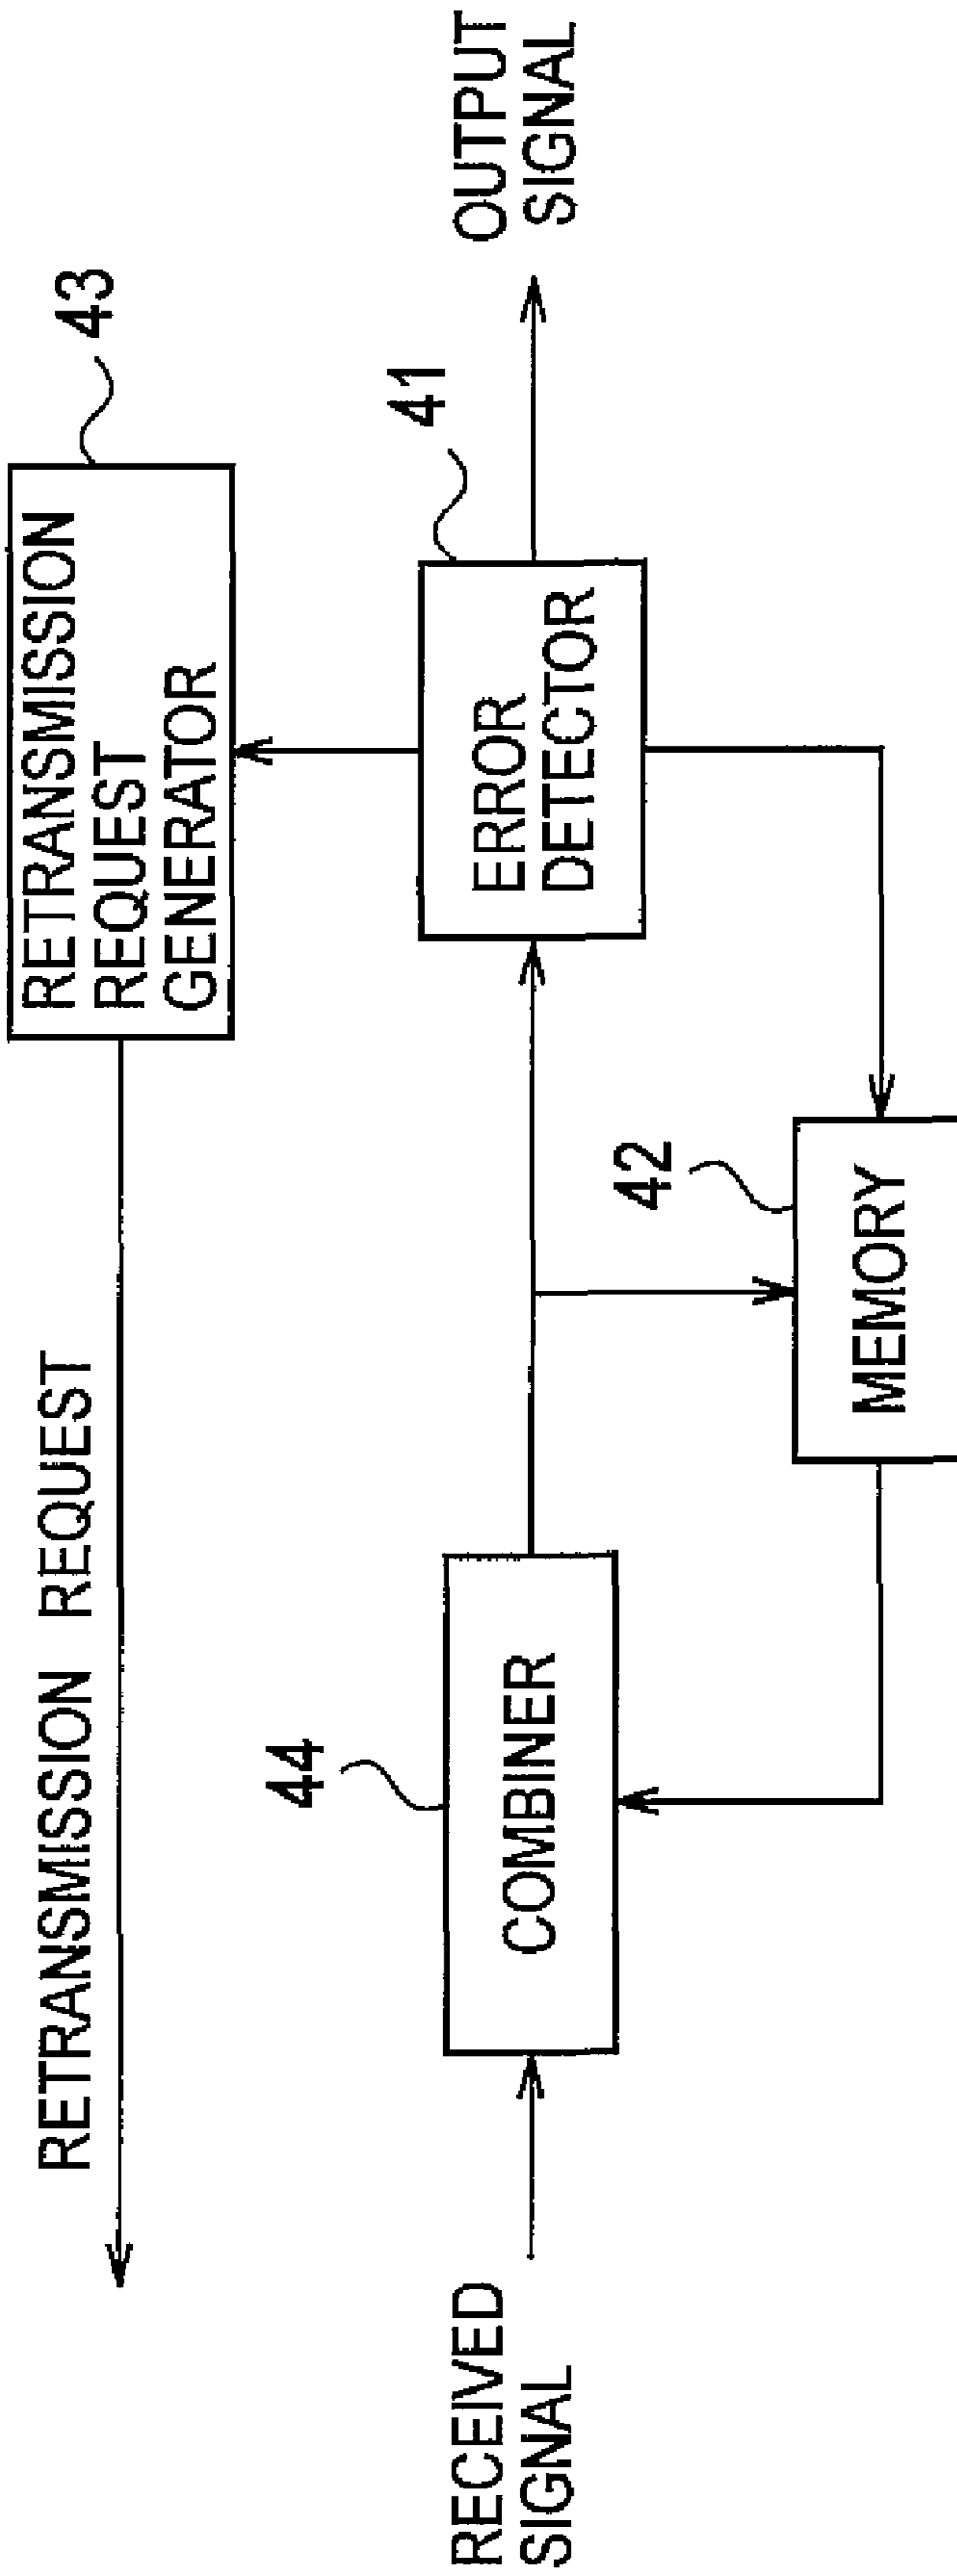 RETRANSMISSION REQUEST
RETRANSMISSION
REQUEST
GENERATOR
43
RECEIVED
SIGNAL
44
COMBINER
42
MEMORY
41
ERROR
DETECTOR
OUTPUT
SIGNAL